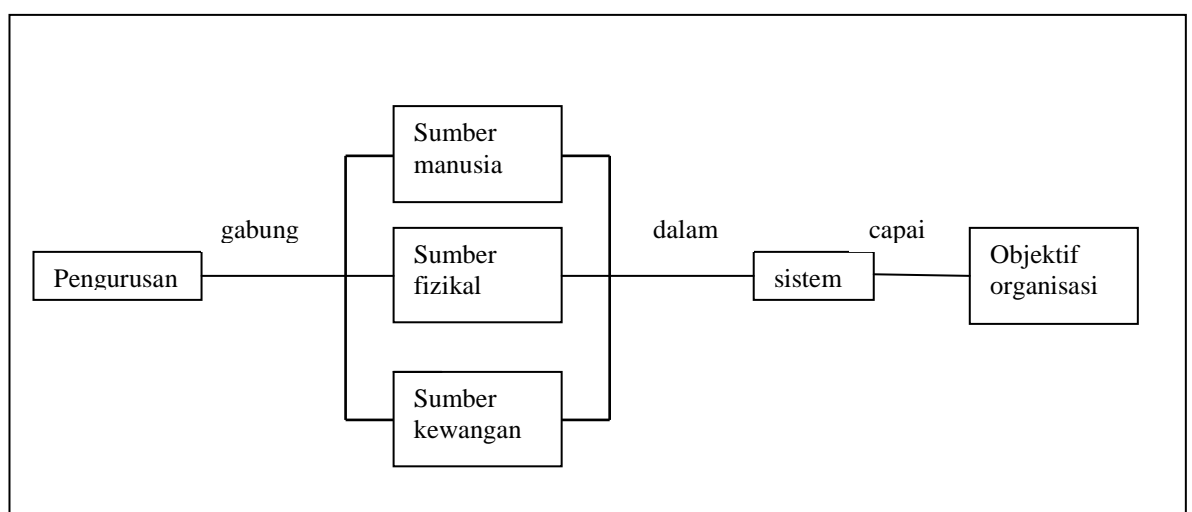 Sumber
manusia
gabung
dalam
capai
Pengurusan
Sumber
fizikal
sistem
Objektif
organisasi
Sumber
kewangan